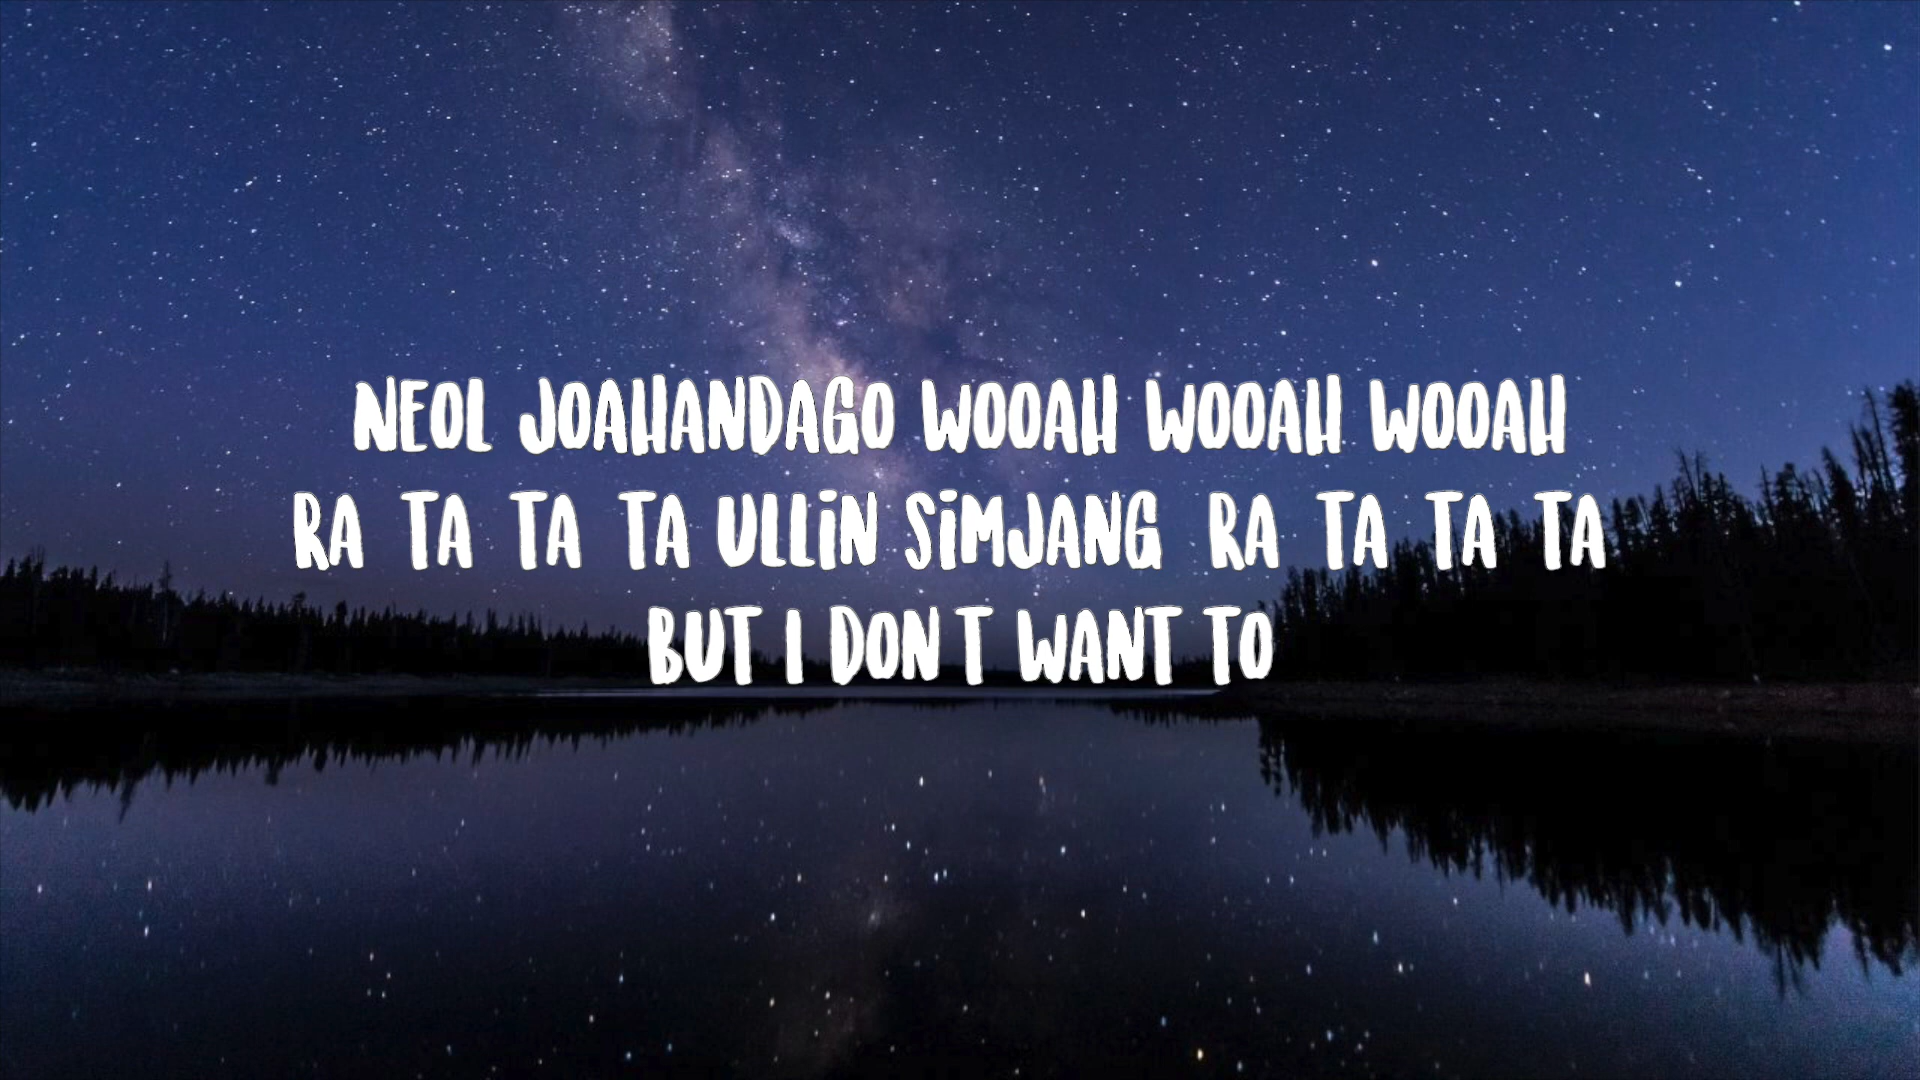 NEOL JOAHANDAGO WOOAH WOOAH WOOAH
RA TA TA TA ULLIN SIMJANG RA TA TA TA
BUT I DON T WANT TO